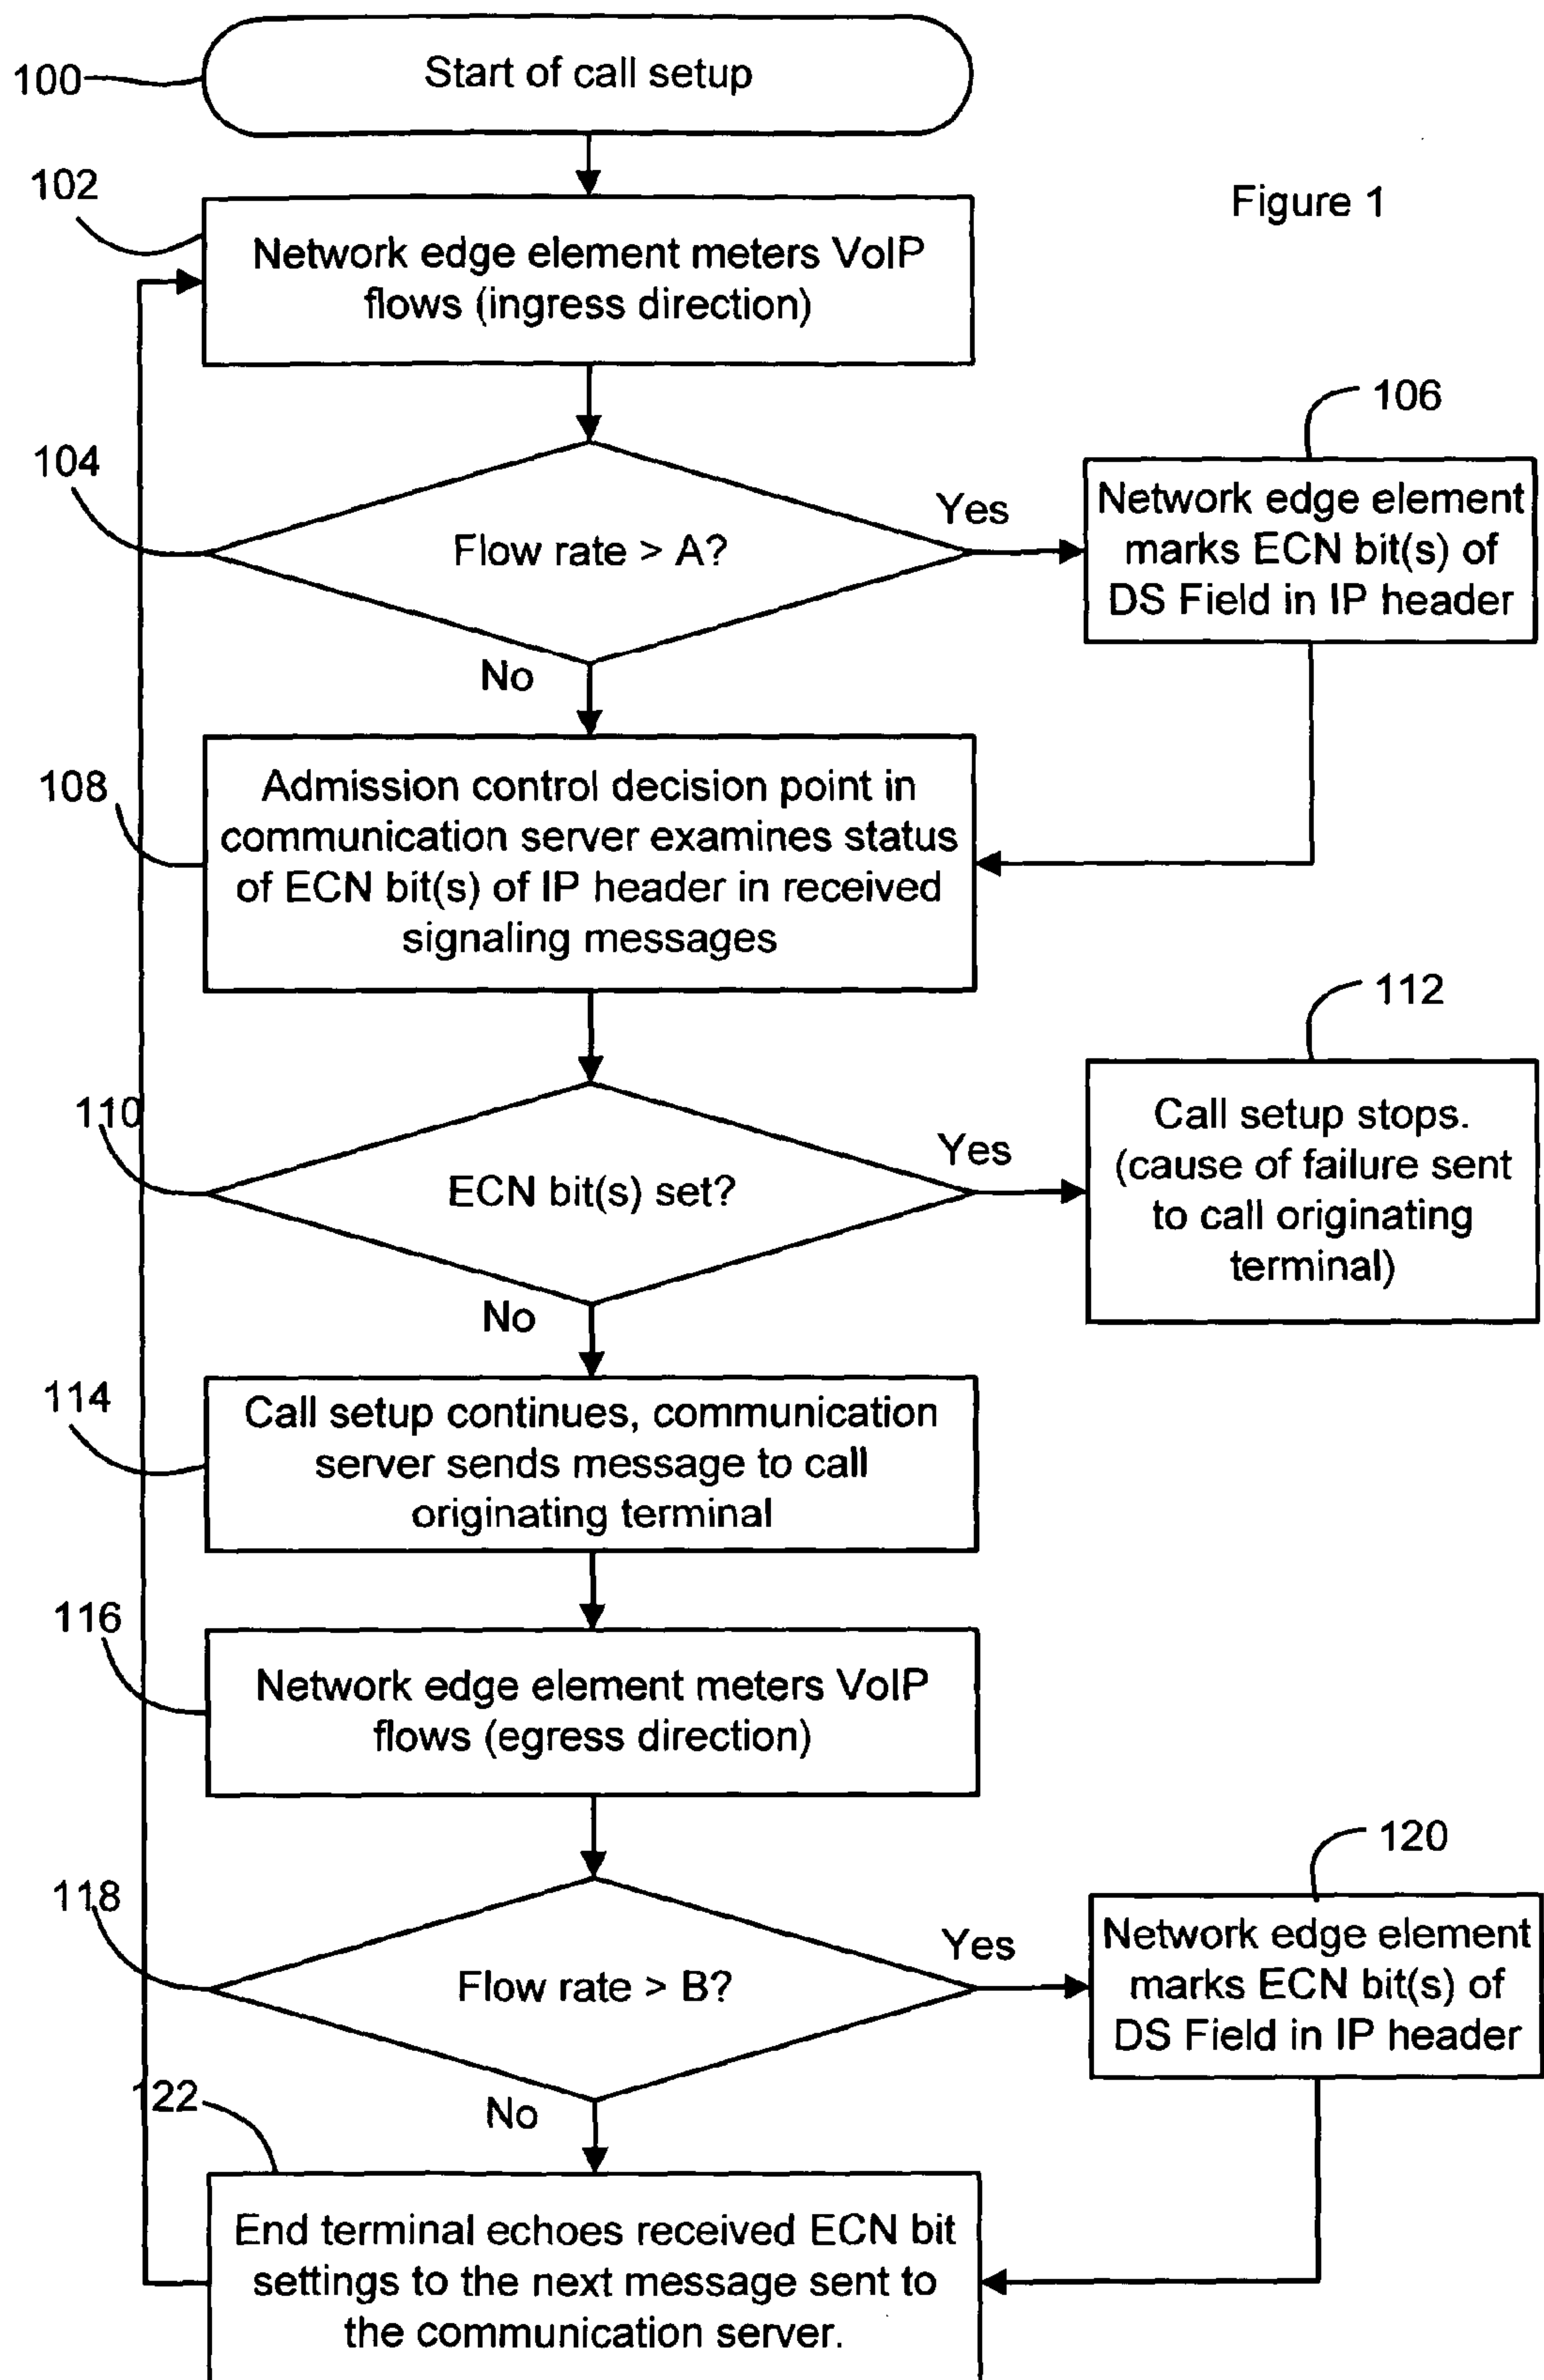 100
Start of call setup
102
Figure 1
Network edge element meters VoIP
flows (ingress direction)
104
Flow rate > A?
Yes
No
106
Network edge element
marks ECN bit(s) of
DS Field in IP header
108
Admission control decision point in
communication server examines status
of ECN bit(s) of IP header in received
signaling messages
110
ECN bit(s) set?
Yes
No
112
Call setup stops.
(cause of failure sent
to call originating
terminal)
114
Call setup continues, communication
server sends message to call
originating terminal
116
Network edge element meters VoIP
flows (egress direction)
118
Flow rate > B?
Yes
No
120
Network edge element
marks ECN bit(s) of
DS Field in IP header
122
End terminal echoes received ECN bit
settings to the next message sent to
the communication server.